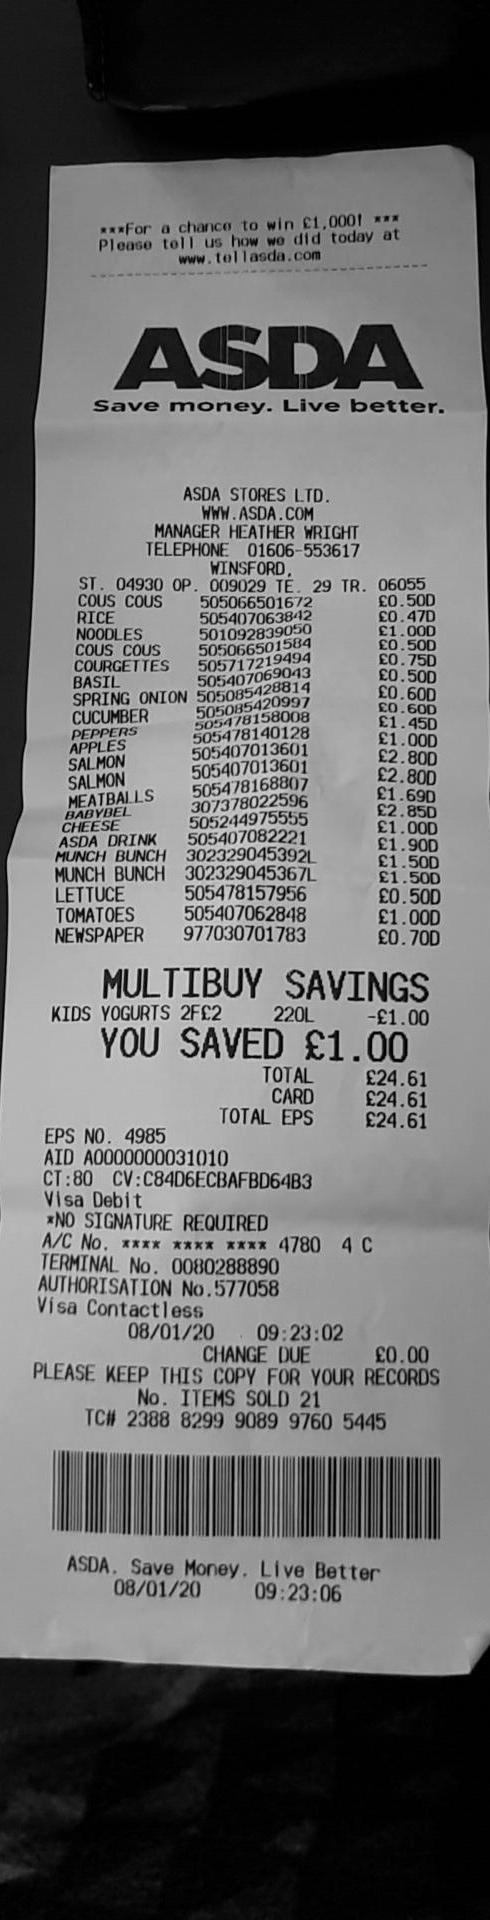 ***For a chance to win £1,000! ***
Please tell us how we did today at
www.tellasda.com
ASDA
Save money. Live better.
ASDA STORES LTD.
WWW.ASDA.COM
MANAGER HEATHER WRIGHT
TELEPHONE 01606-553617
WINSFORD,
ST. 04930 OP. 009029 TE. 29 TR. 06055
COUS COUS 505066501672 £0.50D
RICE 505407063842 £0.47D
NOODLES 501092839050 £1.00D
COUS COUS 505066501584 £0.50D
COURGETTES 505717219494 £0.75D
BASIL 505407069043 £0.50D
SPRING ONION 505085428814 £0.60D
CUCUMBER 505085420997 £0.60D
PEPPERS 505478158008 £1.45D
APPLES 505478140128 £1.00D
SALMON 505407013601 £2.80D
SALMON 505407013601 £2.80D
MEATBALLS 505478168807 £1.69D
BABYBEL 307378022596 £2.85D
CHEESE 505244975555 £1.00D
ASDA DRINK 505407082221 £1.90D
MUNCH BUNCH 302329045392L £1.50D
MUNCH BUNCH 302329045367L £1.50D
LETTUCE 505478157956 £0.50D
TOMATOES 505407062848 £1.00D
NEWSPAPER 977030701783 £0.70D
MULTIBUY SAVINGS
KIDS YOGURTS 2F£2 220L -£1.00
YOU SAVED £1.00
TOTAL £24.61
CARD £24.61
TOTAL EPS £24.61
EPS NO. 4985
AID A0000000031010
CT:80 CV:C84D6ECBAFBD64B3
Visa Debit
*NO SIGNATURE REQUIRED
A/C No. **** **** **** 4780 4 C
TERMINAL No. 0080288890
AUTHORISATION No.577058
Visa Contactless
08/01/20 09:23:02
CHANGE DUE £0.00
PLEASE KEEP THIS COPY FOR YOUR RECORDS
No. ITEMS SOLD 21
TC# 2388 8299 9089 9760 5445
ASDA. Save Money. Live Better
08/01/20 09:23:06